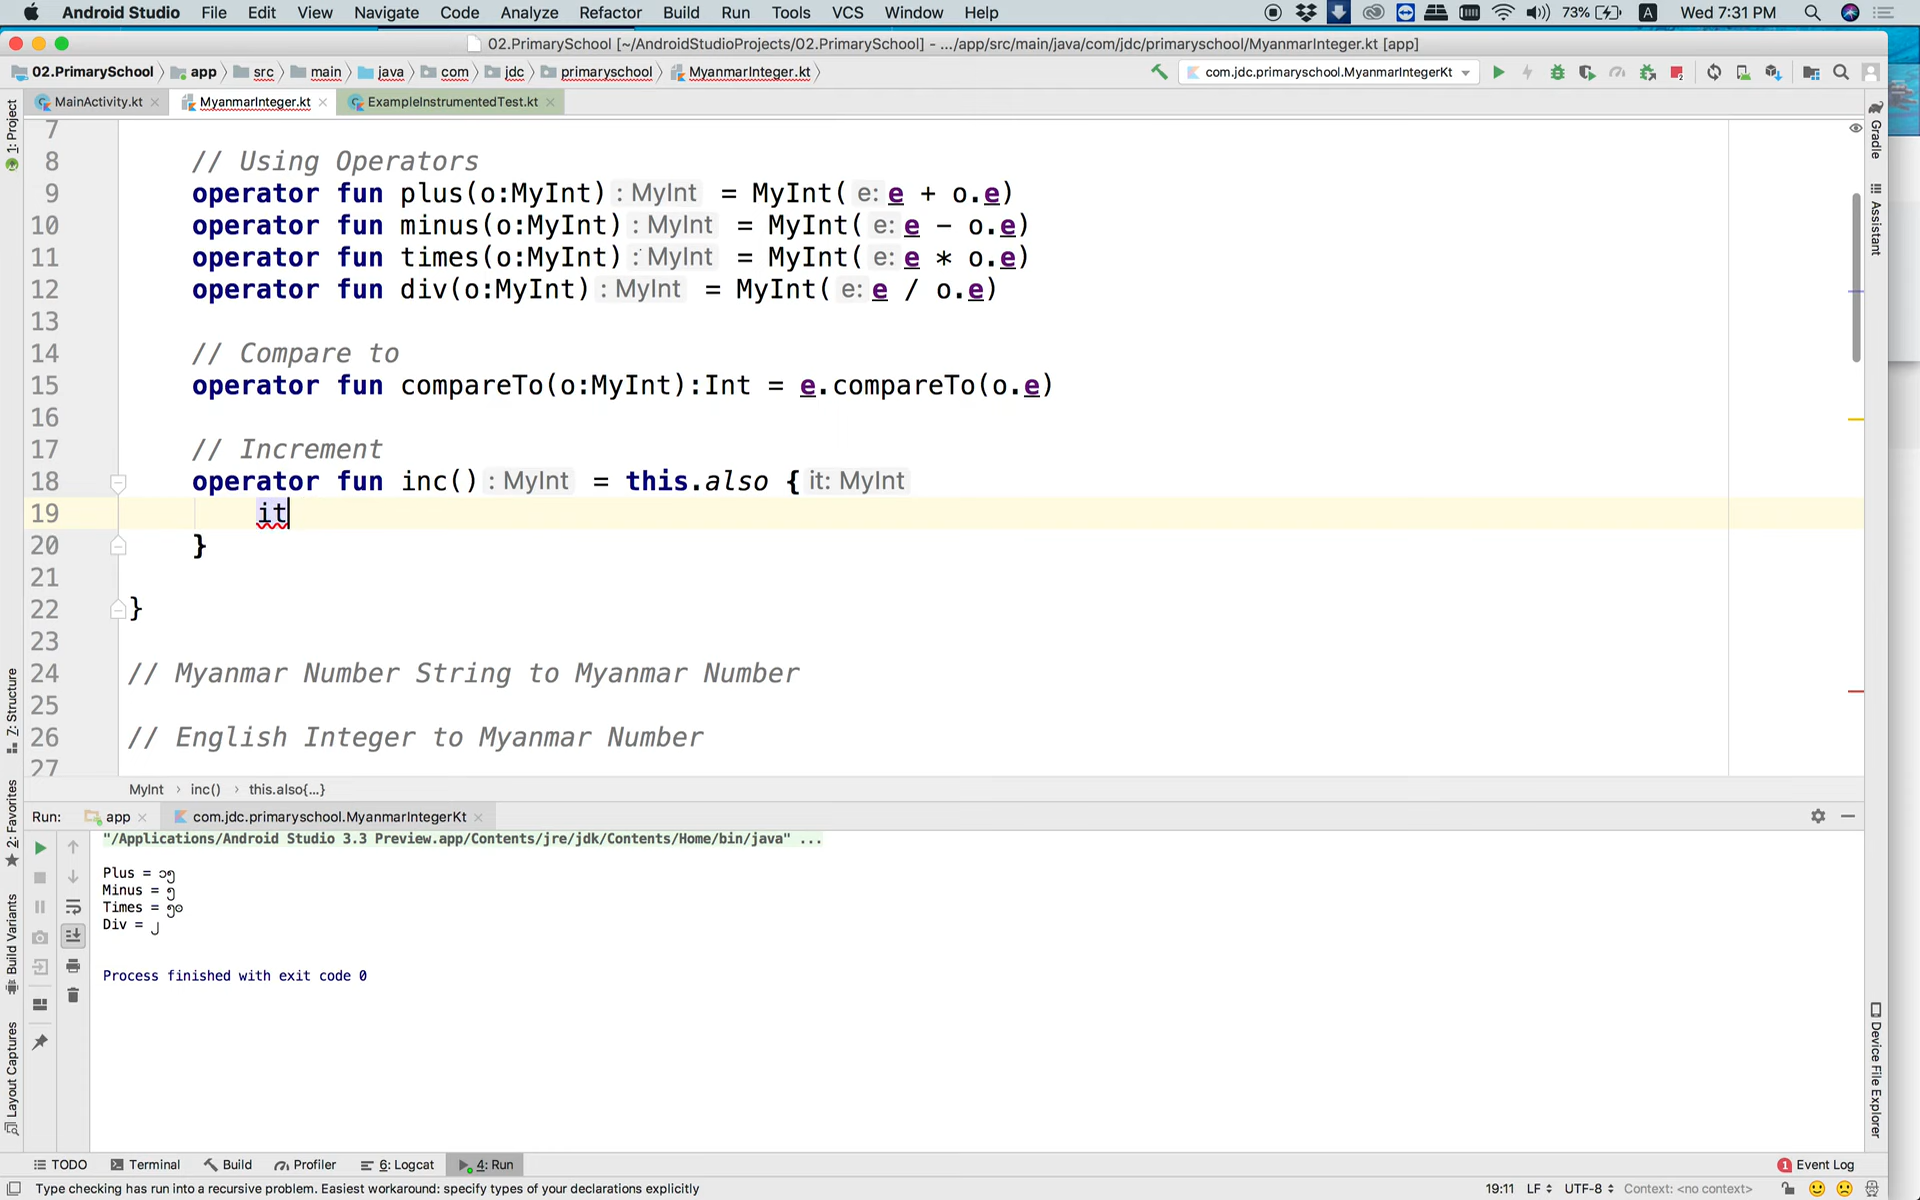 Android Studio File Edit View Navigate Code Analyze Refactor Build Run Tools VCS Window Help 73% A Wed 7:31 PM
02.PrimarySchool [~/AndroidStudioProjects/02.PrimarySchool] - .../app/src/main/java/com/jdc/primaryschool/MyanmarInteger.kt [app]
02.PrimarySchool app src main java com jdc primaryschool MyanmarInteger.kt com.jdc.primaryschool.MyanmarIntegerKt
MainActivity.kt MyanmarInteger.kt ExampleInstrumentedTest.kt
7
8 // Using Operators
9 operator fun plus(o:MyInt) : MyInt = MyInt( e: e + o.e)
10 operator fun minus(o:MyInt) : MyInt = MyInt( e: e - o.e)
11 operator fun times(o:MyInt) : MyInt = MyInt( e: e * o.e)
12 operator fun div(o:MyInt) : MyInt = MyInt( e: e / o.e)
13
14 // Compare to
15 operator fun compareTo(o:MyInt):Int = e.compareTo(o.e)
16
17 // Increment
18 operator fun inc() : MyInt = this.also { it: MyInt
19 it
20 }
21
22 }
23
24 // Myanmar Number String to Myanmar Number
25
26 // English Integer to Myanmar Number
27
MyInt › inc() › this.also{...}
Run: app com.jdc.primaryschool.MyanmarIntegerKt
"/Applications/Android Studio 3.3 Preview.app/Contents/jre/jdk/Contents/Home/bin/java" ...
Plus = ၁၅
Minus = ၅
Times = ၅၀
Div = ၂
Process finished with exit code 0
TODO Terminal Build Profiler 6: Logcat 4: Run 1 Event Log
Type checking has run into a recursive problem. Easiest workaround: specify types of your declarations explicitly 19:11 LF UTF-8 Context: <no context>
1: Project
7: Structure
2: Favorites
Build Variants
Layout Captures
Gradle
Assistant
Device File Explorer